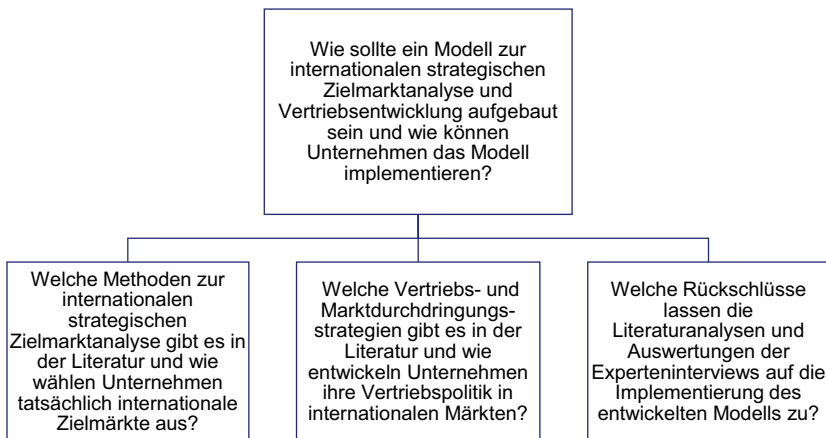 Wie sollte ein Modell zur
internationalen strategischen
Zielmarktanalyse und
Vertriebsentwicklung aufgebaut
sein und wie können
Unternehmen das Modell
implementieren?
Welche Methoden zur
internationalen
strategischen
Zielmarktanalyse gibt es in
der Literatur und wie
wählen Unternehmen
tatsächlich internationale
Zielmärkte aus?
Welche Vertriebs- und
Marktdurchdringungs-
strategien gibt es in der
Literatur und wie
entwickeln Unternehmen
ihre Vertriebspolitik in
internationalen Märkten?
Welche Rückschlüsse
lassen die
Literaturanalysen und
Auswertungen der
Experteninterviews auf die
Implementierung des
entwickelten Modells zu?